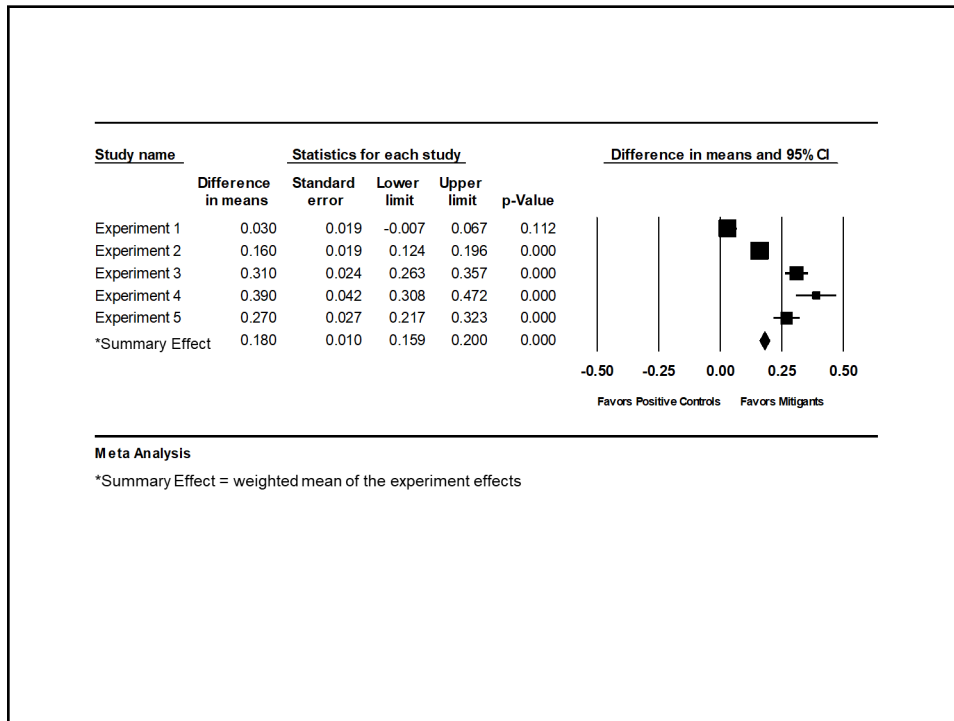 Study name Statistics for each study Difference in means and 95% CI
Difference Standard Lower Upper
in means error limit limit p-Value
Experiment 1 0.030 0.019 -0.007 0.067 0.112
Experiment 2 0.160 0.019 0.124 0.196 0.000
Experiment 3 0.310 0.024 0.263 0.357 0.000
Experiment 4 0.390 0.042 0.308 0.472 0.000
Experiment 5 0.270 0.027 0.217 0.323 0.000
*Summary Effect 0.180 0.010 0.159 0.200 0.000
-0.50 -0.25 0.00 0.25 0.50
Favors Positive Controls Favors Mitigants
Meta Analysis
*Summary Effect = weighted mean of the experiment effects